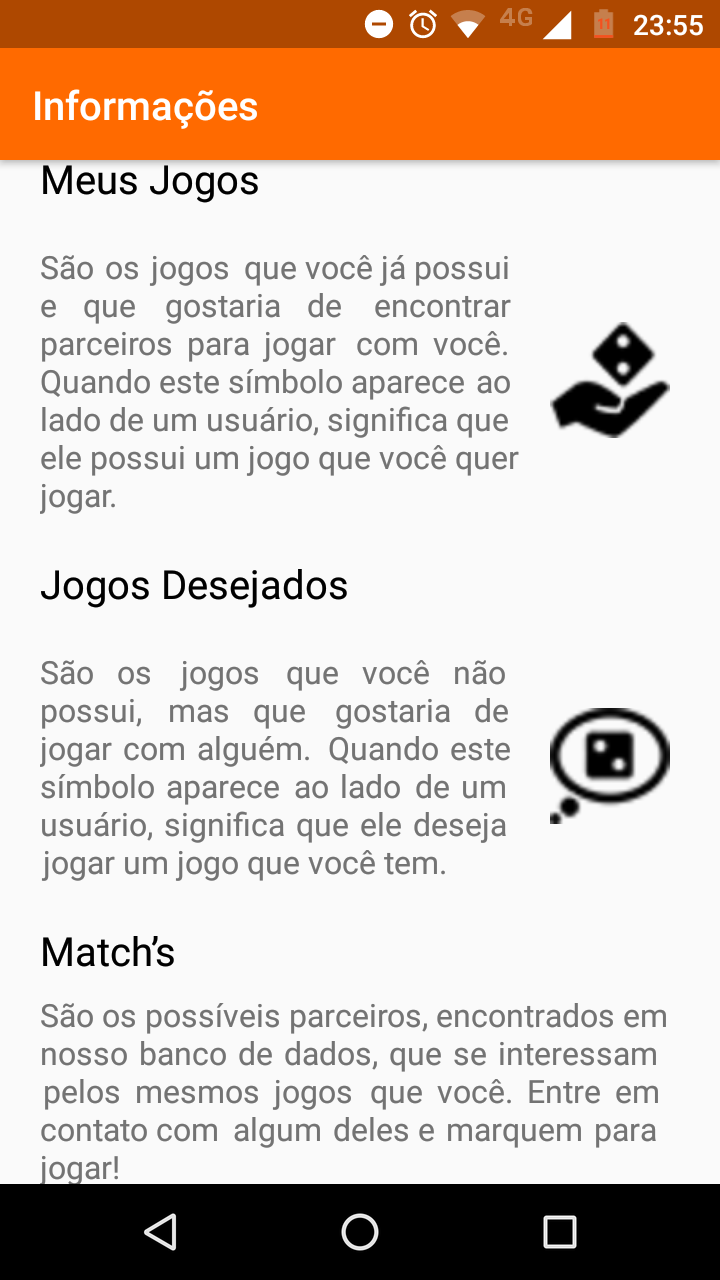 4G 11 23:55
Informações
Meus Jogos
São os jogos que você já possui
e que gostaria de encontrar
parceiros para jogar com você.
Quando este símbolo aparece ao
lado de um usuário, significa que
ele possui um jogo que você quer
jogar.
Jogos Desejados
São os jogos que você não
possui, mas que gostaria de
jogar com alguém. Quando este
símbolo aparece ao lado de um
usuário, significa que ele deseja
jogar um jogo que você tem.
Match's
São os possíveis parceiros, encontrados em
nosso banco de dados, que se interessam
pelos mesmos jogos que você. Entre em
contato com algum deles e marquem para
jogar!